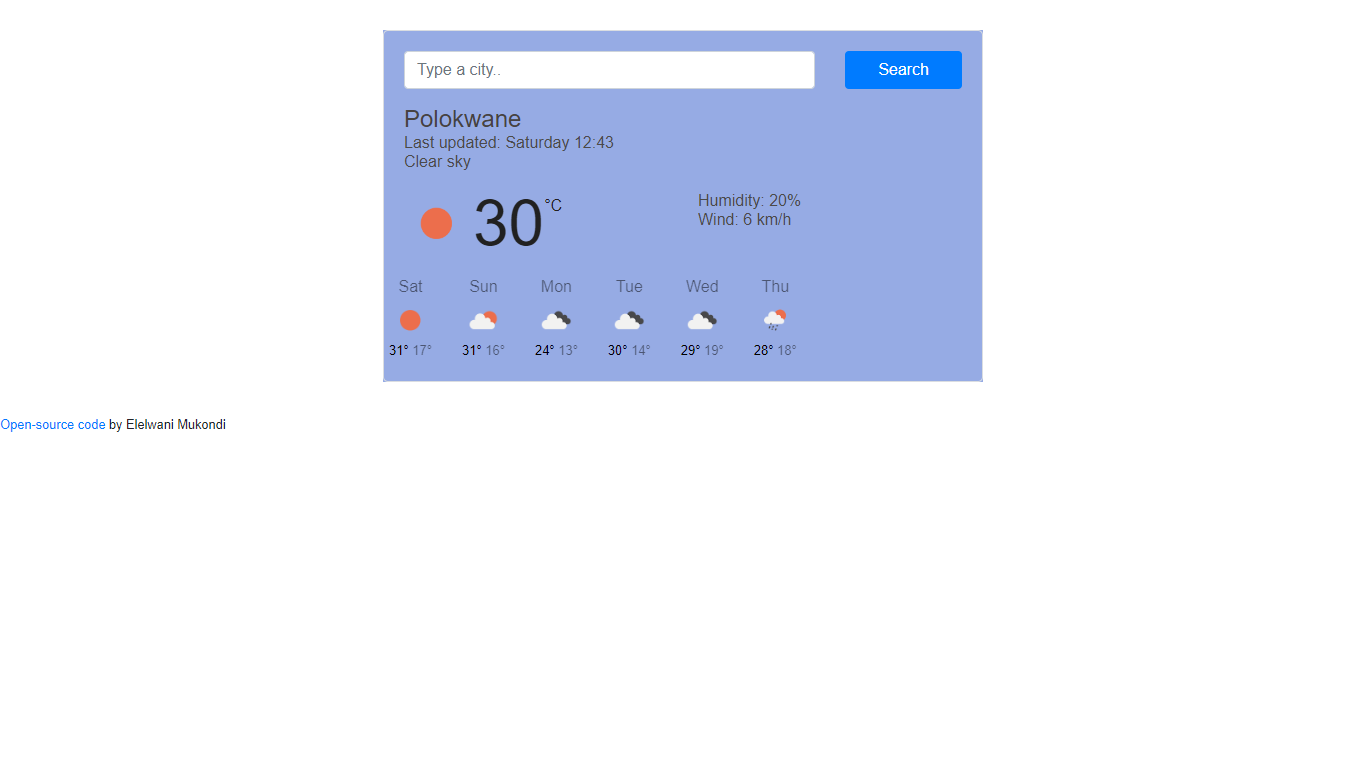 Type a city..
Search
Polokwane
Last updated: Saturday 12:43
Clear sky
30 °C
Humidity: 20%
Wind: 6 km/h
Sat Sun Mon Tue Wed Thu
31° 17° 31° 16° 24° 13° 30° 14° 29° 19° 28° 18°
Open-source code by Elelwani Mukondi